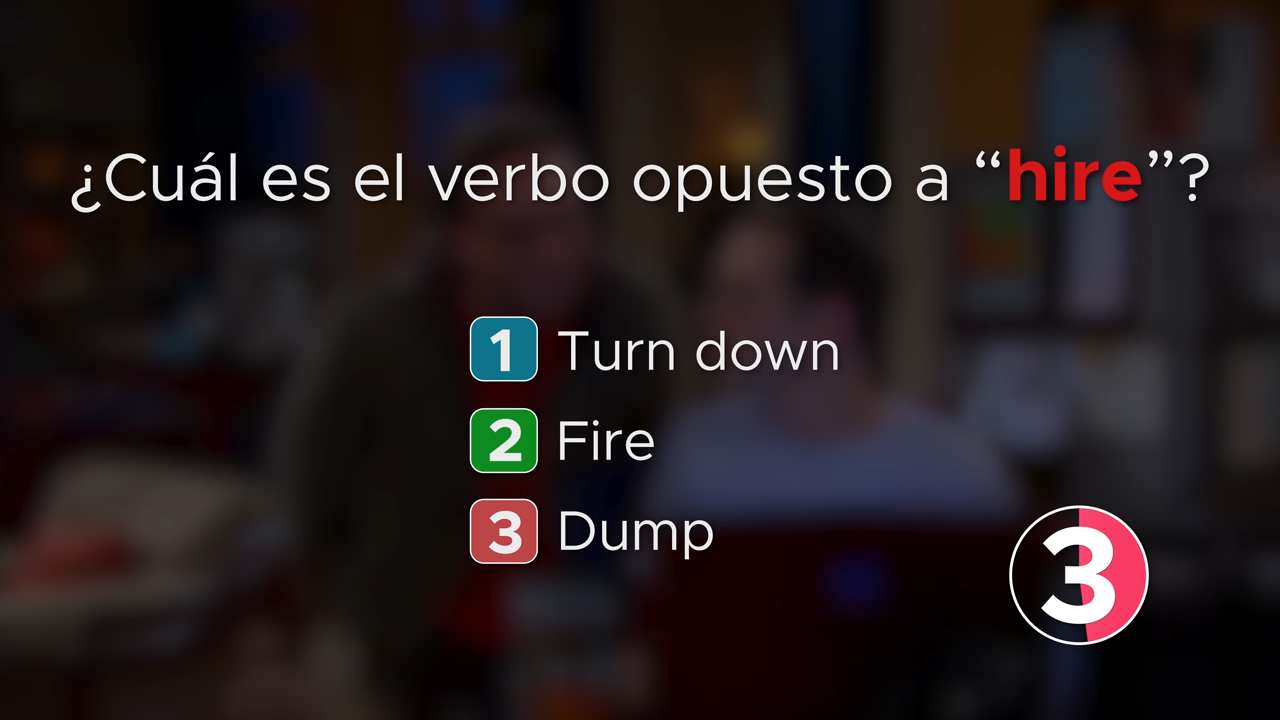 ¿Cuál es el verbo opuesto a “hire”?
1 Turn down
2 Fire
3 Dump
3